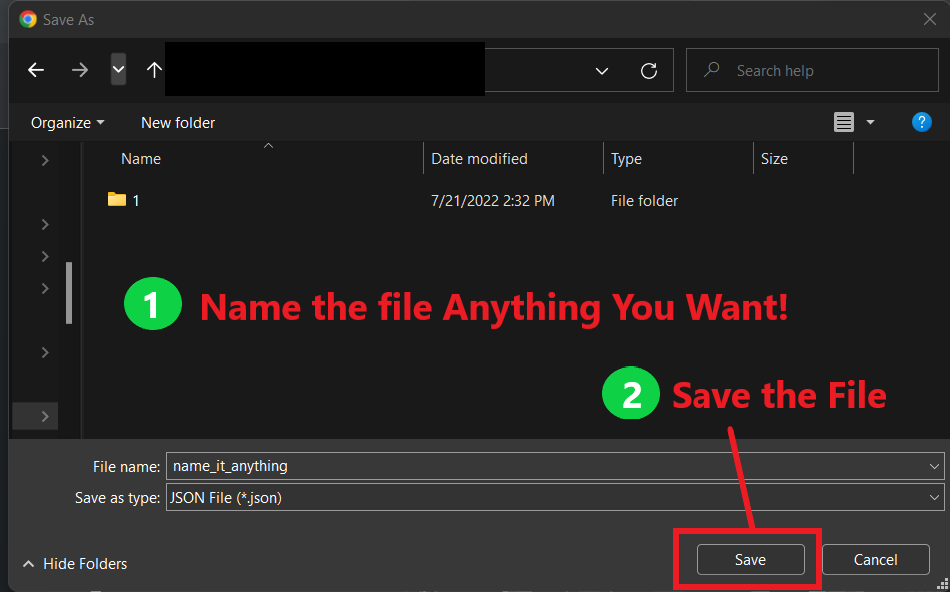 Save As
Search help
Organize
New folder
?
Name
Date modified
Type
Size
1
7/21/2022 2:32 PM
File folder
1 Name the file Anything You Want!
2 Save the File
File name: name_it_anything
Save as type: JSON File (*.json)
Hide Folders
Save
Cancel